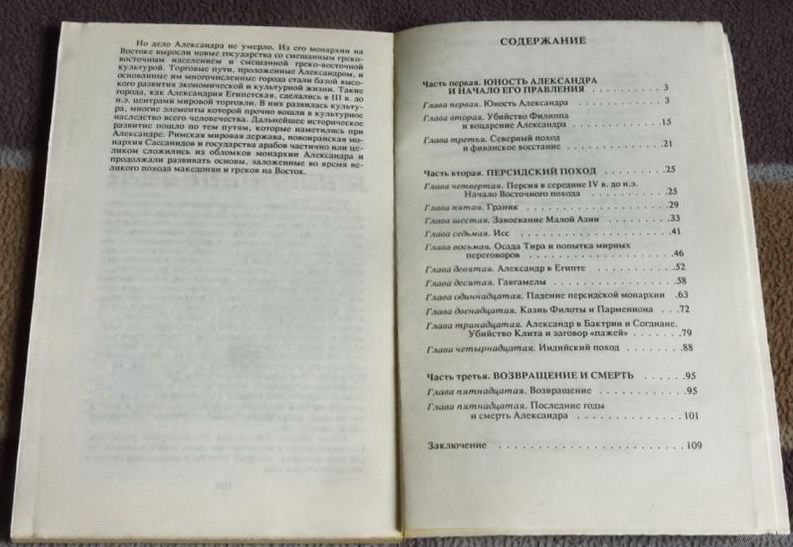 Но дело Александра не умерло. Из его монархии на
Востоке выросли новые государства со смешанным греко-
восточным населением и смешанной греко-восточной
культурой. Торговые пути, проложенные Александром, и
основанные им многочисленные города стали базой высо-
кого развития экономической и культурной жизни. Такие
города, как Александрия Египетская, сделались в III в. до
н.э. центрами мировой торговли. В них развилась культу-
ра, многие элементы которой прочно вошли в культурное
наследство всего человечества. Дальнейшее историческое
развитие пошло по тем путям, которые наметились при
Александре: Римская мировая держава, новоиранская мо-
нархия Сассанидов и государства арабов частично или це-
ликом сложились из обломков монархии Александра и
продолжали развивать основы, заложенные во время ве-
ликого похода македонян и греков на Восток.
СОДЕРЖАНИЕ
Часть первая. ЮНОСТЬ АЛЕКСАНДРА
И НАЧАЛО ЕГО ПРАВЛЕНИЯ . . . . . . . 3
Глава первая. Юность Александра . . . . . . . . . . 3
Глава вторая. Убийство Филиппа
и воцарение Александра . . . . . . . . . 15
Глава третья. Северный поход
и фиванское восстание . . . . . . . . . . 21
Часть вторая. ПЕРСИДСКИЙ ПОХОД . . . . . . . .25
Глава четвертая. Персия в середине IV в. до н.э.
Начало Восточного похода . . . . . . . .25
Глава пятая. Граник . . . . . . . . . . . . . .29
Глава шестая. Завоевание Малой Азии . . . . . . .33
Глава седьмая. Исс . . . . . . . . . . . . . .41
Глава восьмая. Осада Тира и попытка мирных
переговоров . . . . . . . . . . . . .46
Глава девятая. Александр в Египте . . . . . . . .52
Глава десятая. Гавгамелы . . . . . . . . . . . .58
Глава одиннадцатая. Падение персидской монархии .63
Глава двенадцатая. Казнь Филоты и Пармениона . . .72
Глава тринадцатая. Александр в Бактрии и Согдиане.
Убийство Клита и заговор «пажей» . . . .79
Глава четырнадцатая. Индийский поход . . . . . .88
Часть третья. ВОЗВРАЩЕНИЕ И СМЕРТЬ . . . . . .95
Глава пятнадцатая. Возвращение . . . . . . . . .95
Глава пятнадцатая. Последние годы
и смерть Александра . . . . . . . . . 101
Заключение . . . . . . . . . . . . . . . . 109